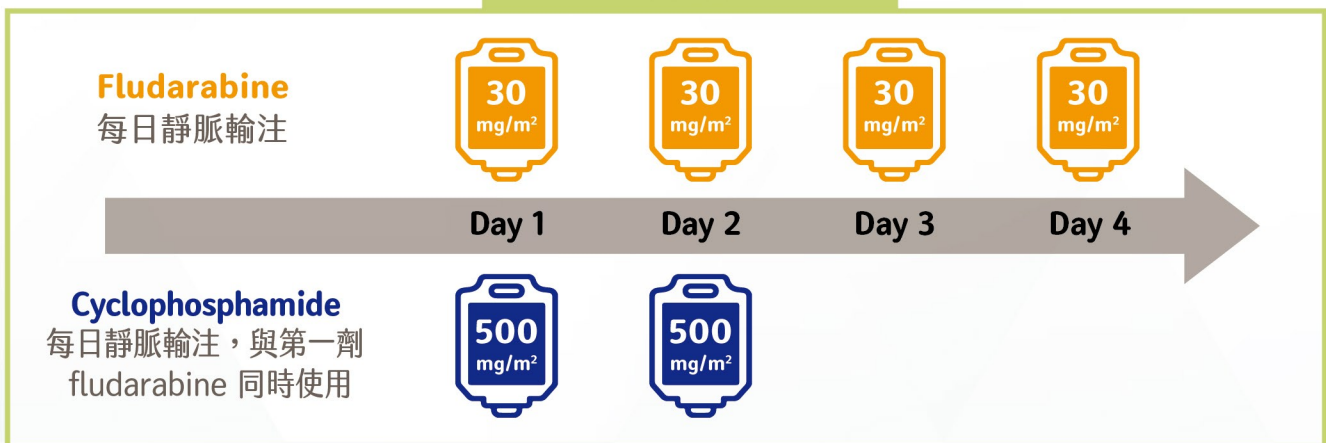 Fludarabine
每日靜脈輸注
30
mg/m²
30
mg/m²
30
mg/m²
30
mg/m²
Day 1
Day 2
Day 3
Day 4
Cyclophosphamide
每日靜脈輸注，與第一劑
fludarabine 同時使用
500
mg/m²
500
mg/m²